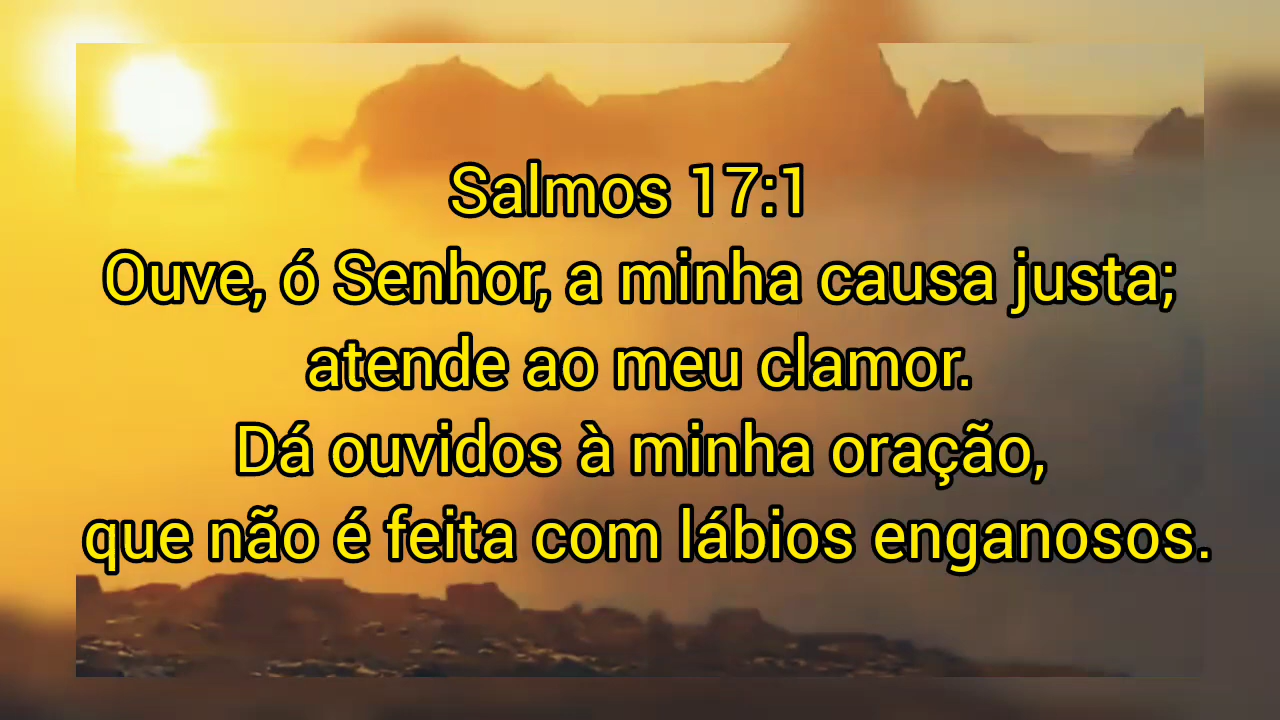 Salmos 17:1
Ouve, ó Senhor, a minha causa justa;
atende ao meu clamor.
Dá ouvidos à minha oração,
que não é feita com lábios enganosos.